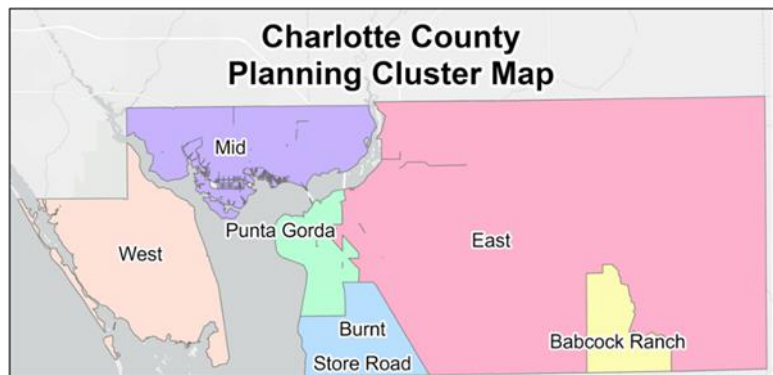 Charlotte County
Planning Cluster Map
Mid
Punta Gorda
West
East
Burnt
Store Road
Babcock Ranch